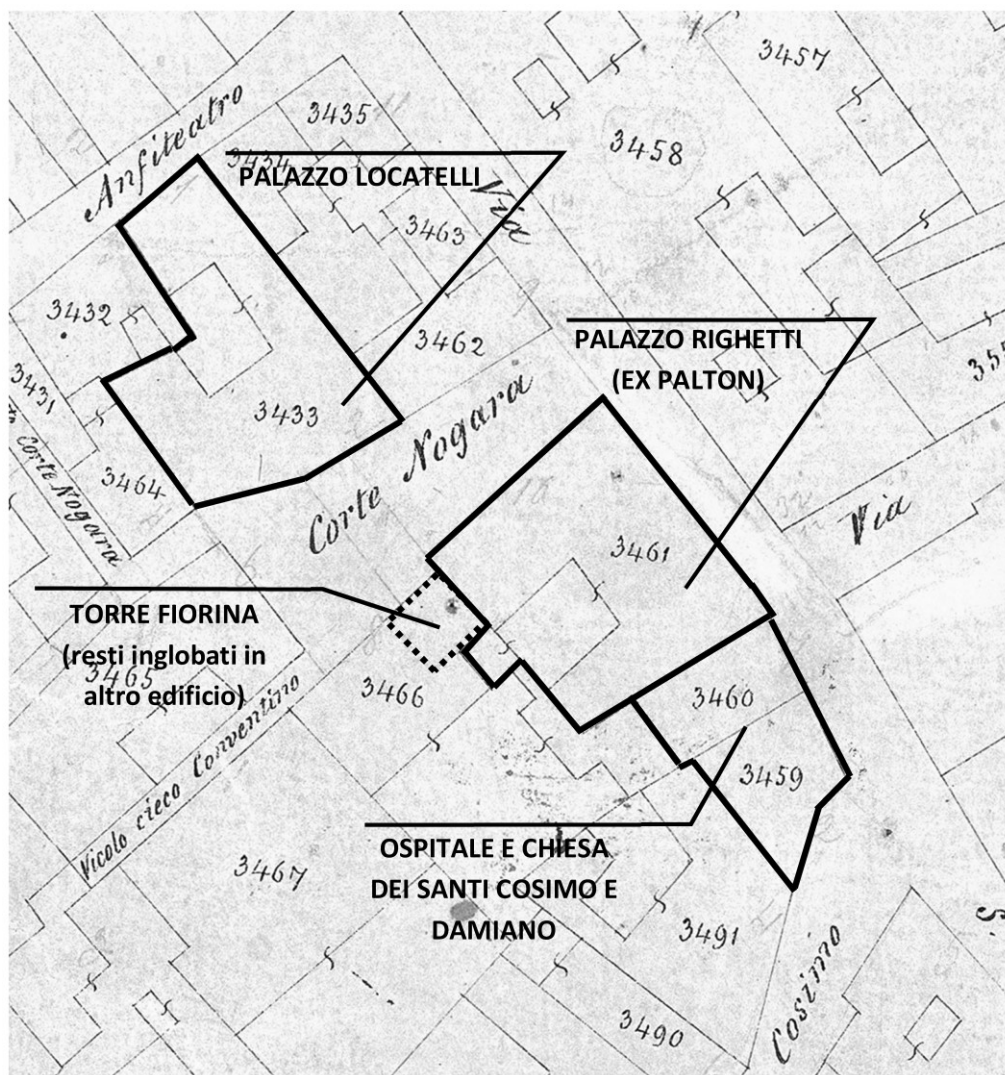 3457
3435
Anfiteatro
3434
3458
PALAZZO LOCATELLI
Via
3463
3432
3462
PALAZZO RIGHETTI
(EX PALTON)
3431
3433
Corte Nogara
Corte Nogara
3464
Via
3461
TORRE FIORINA
(resti inglobati in
altro edificio)
3465
3466
3460
3459
Vicolo cieco Conventino
3467
OSPITALE E CHIESA
DEI SANTI COSIMO E
DAMIANO
3491
S.
Cosimo
3490